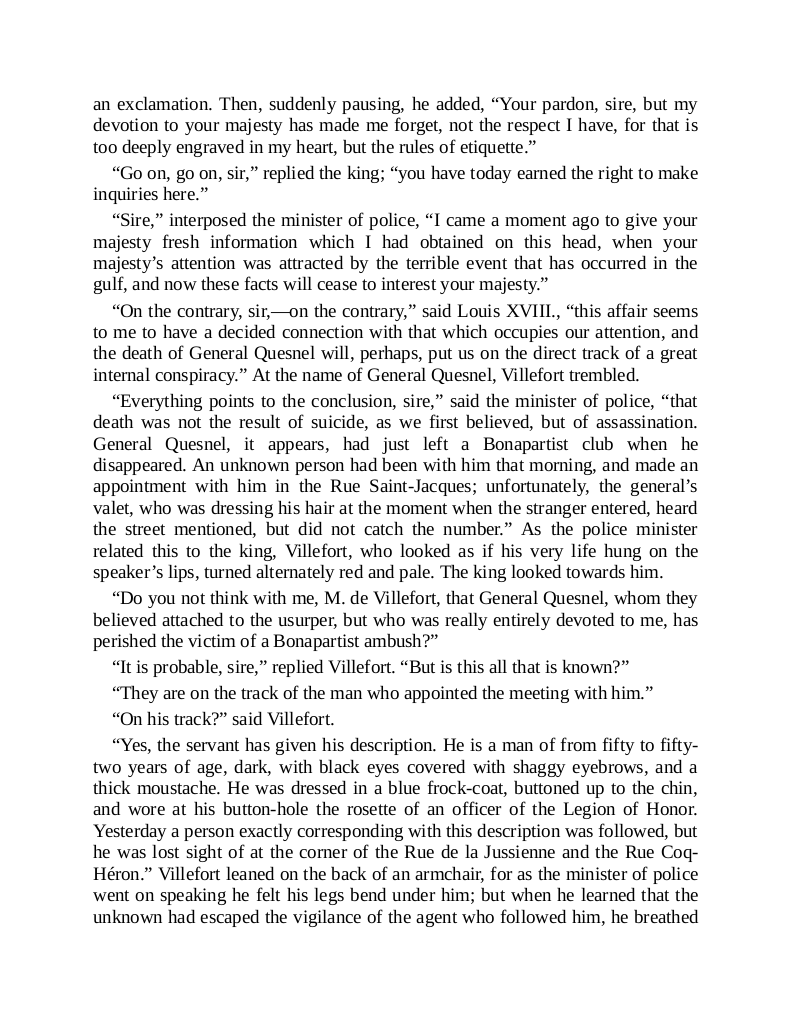 an exclamation. Then, suddenly pausing, he added, “Your pardon, sire, but my
devotion to your majesty has made me forget, not the respect I have, for that is
too deeply engraved in my heart, but the rules of etiquette.”
“Go on, go on, sir,” replied the king; “you have today earned the right to make
inquiries here.”
“Sire,” interposed the minister of police, “I came a moment ago to give your
majesty fresh information which I had obtained on this head, when your
majesty’s attention was attracted by the terrible event that has occurred in the
gulf, and now these facts will cease to interest your majesty.”
“On the contrary, sir,—on the contrary,” said Louis XVIII., “this affair seems
to me to have a decided connection with that which occupies our attention, and
the death of General Quesnel will, perhaps, put us on the direct track of a great
internal conspiracy.” At the name of General Quesnel, Villefort trembled.
“Everything points to the conclusion, sire,” said the minister of police, “that
death was not the result of suicide, as we first believed, but of assassination.
General Quesnel, it appears, had just left a Bonapartist club when he
disappeared. An unknown person had been with him that morning, and made an
appointment with him in the Rue Saint-Jacques; unfortunately, the general’s
valet, who was dressing his hair at the moment when the stranger entered, heard
the street mentioned, but did not catch the number.” As the police minister
related this to the king, Villefort, who looked as if his very life hung on the
speaker’s lips, turned alternately red and pale. The king looked towards him.
“Do you not think with me, M. de Villefort, that General Quesnel, whom they
believed attached to the usurper, but who was really entirely devoted to me, has
perished the victim of a Bonapartist ambush?”
“It is probable, sire,” replied Villefort. “But is this all that is known?”
“They are on the track of the man who appointed the meeting with him.”
“On his track?” said Villefort.
“Yes, the servant has given his description. He is a man of from fifty to fifty-
two years of age, dark, with black eyes covered with shaggy eyebrows, and a
thick moustache. He was dressed in a blue frock-coat, buttoned up to the chin,
and wore at his button-hole the rosette of an officer of the Legion of Honor.
Yesterday a person exactly corresponding with this description was followed, but
he was lost sight of at the corner of the Rue de la Jussienne and the Rue Coq-
Héron.” Villefort leaned on the back of an armchair, for as the minister of police
went on speaking he felt his legs bend under him; but when he learned that the
unknown had escaped the vigilance of the agent who followed him, he breathed